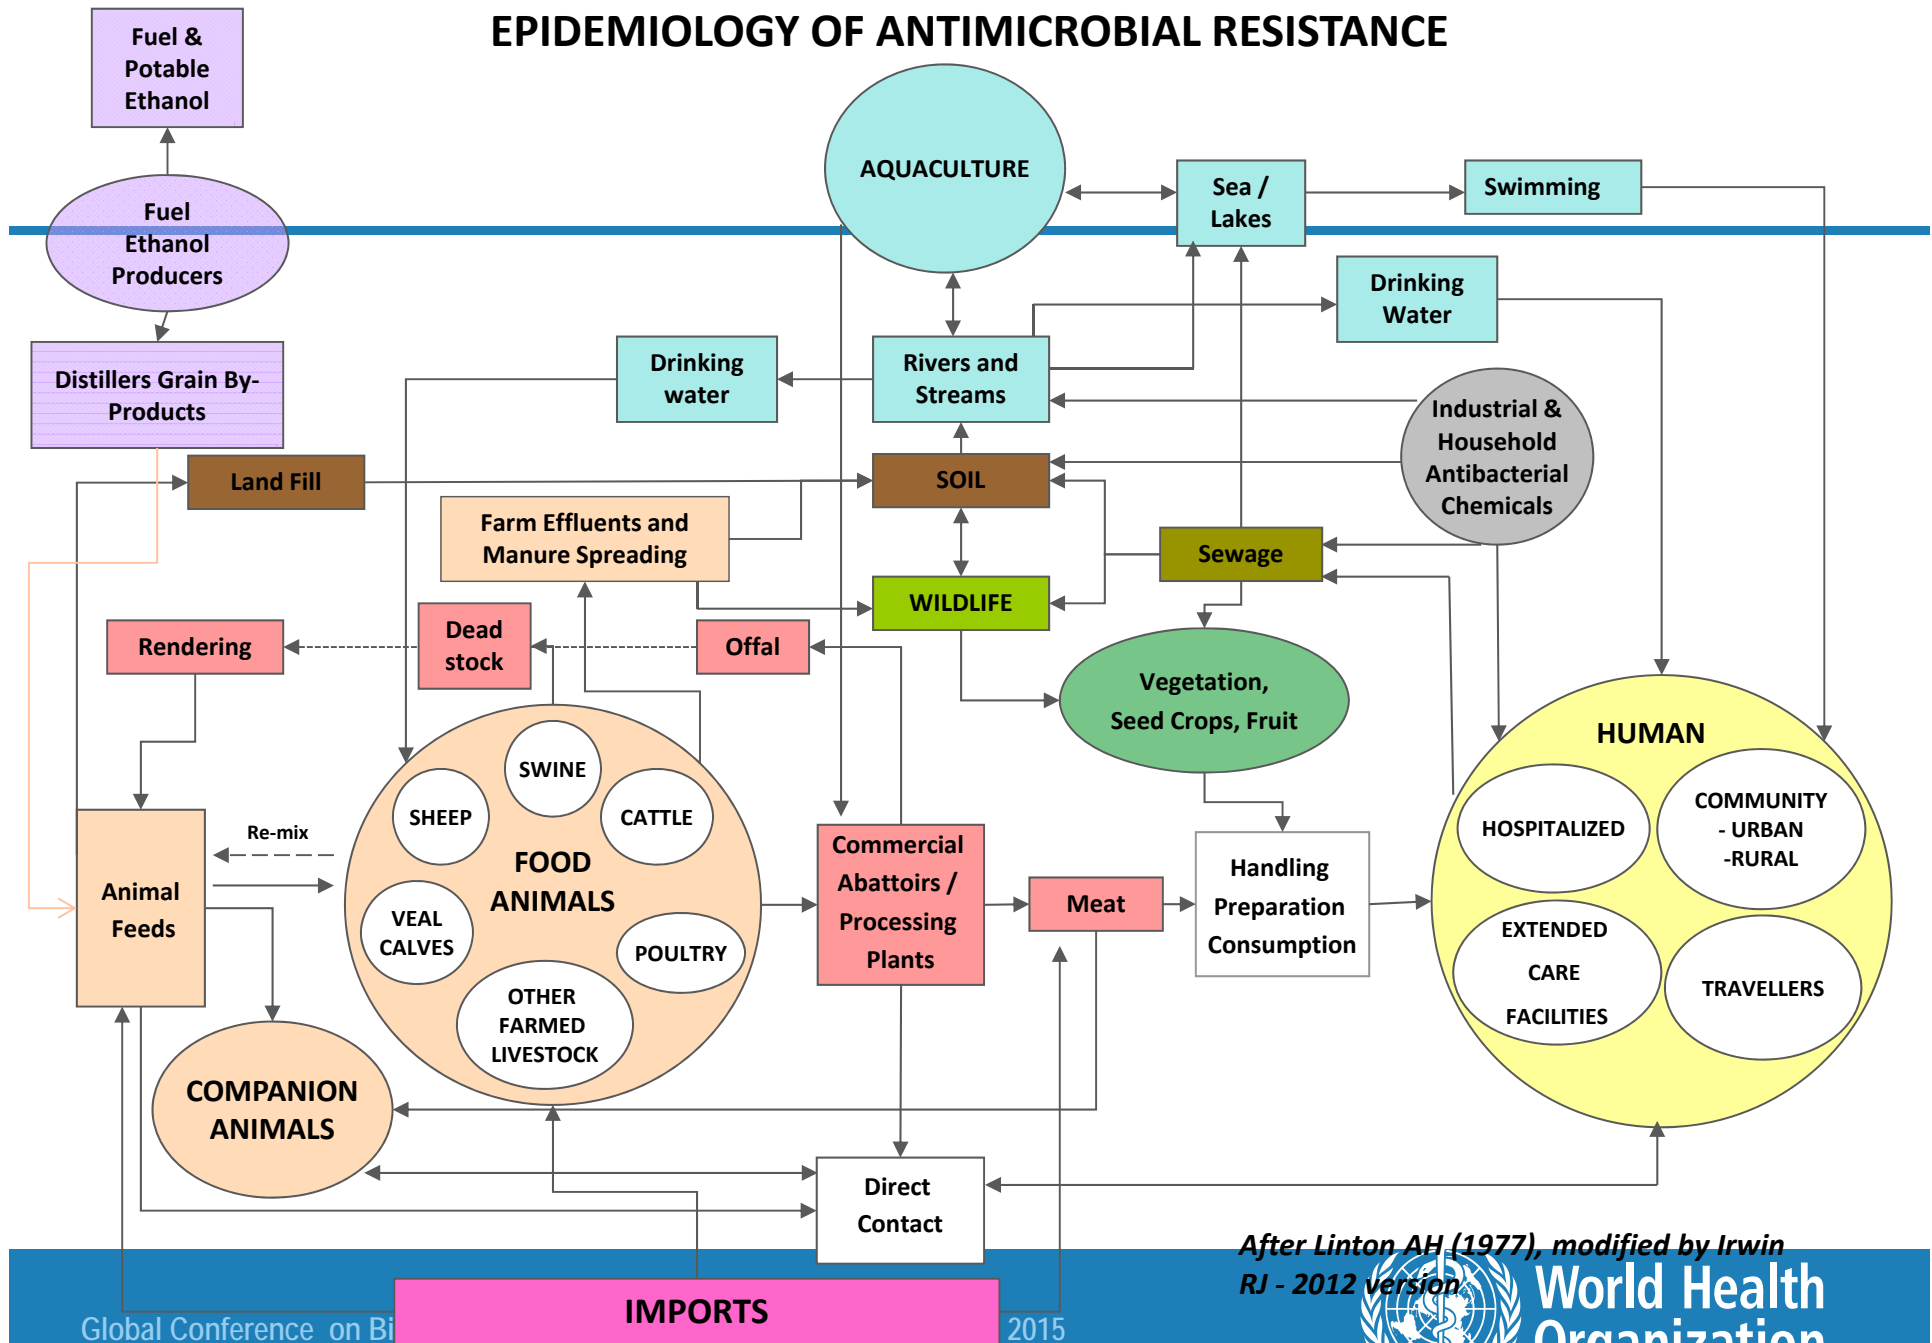 EPIDEMIOLOGY OF ANTIMICROBIAL RESISTANCE
Fuel &
Potable
Ethanol
AQUACULTURE
Sea /
Lakes
Swimming
Fuel
Ethanol
Producers
Drinking
Water
Distillers Grain By-
Products
Drinking
water
Rivers and
Streams
Industrial &
Household
Antibacterial
Chemicals
Land Fill
SOIL
Farm Effluents and
Manure Spreading
Sewage
WILDLIFE
Rendering
Dead
stock
Offal
Vegetation,
Seed Crops, Fruit
HUMAN
HOSPITALIZED
COMMUNITY
- URBAN
-RURAL
EXTENDED
CARE
FACILITIES
TRAVELLERS
SWINE
SHEEP
CATTLE
FOOD
ANIMALS
VEAL
CALVES
POULTRY
OTHER
FARMED
LIVESTOCK
Re-mix
Animal
Feeds
Commercial
Abattoirs /
Processing
Plants
Meat
Handling
Preparation
Consumption
COMPANION
ANIMALS
Direct
Contact
After Linton AH (1977), modified by Irwin
RJ - 2012 version
IMPORTS
Global Conference on Bi
2015
World Health
Organization